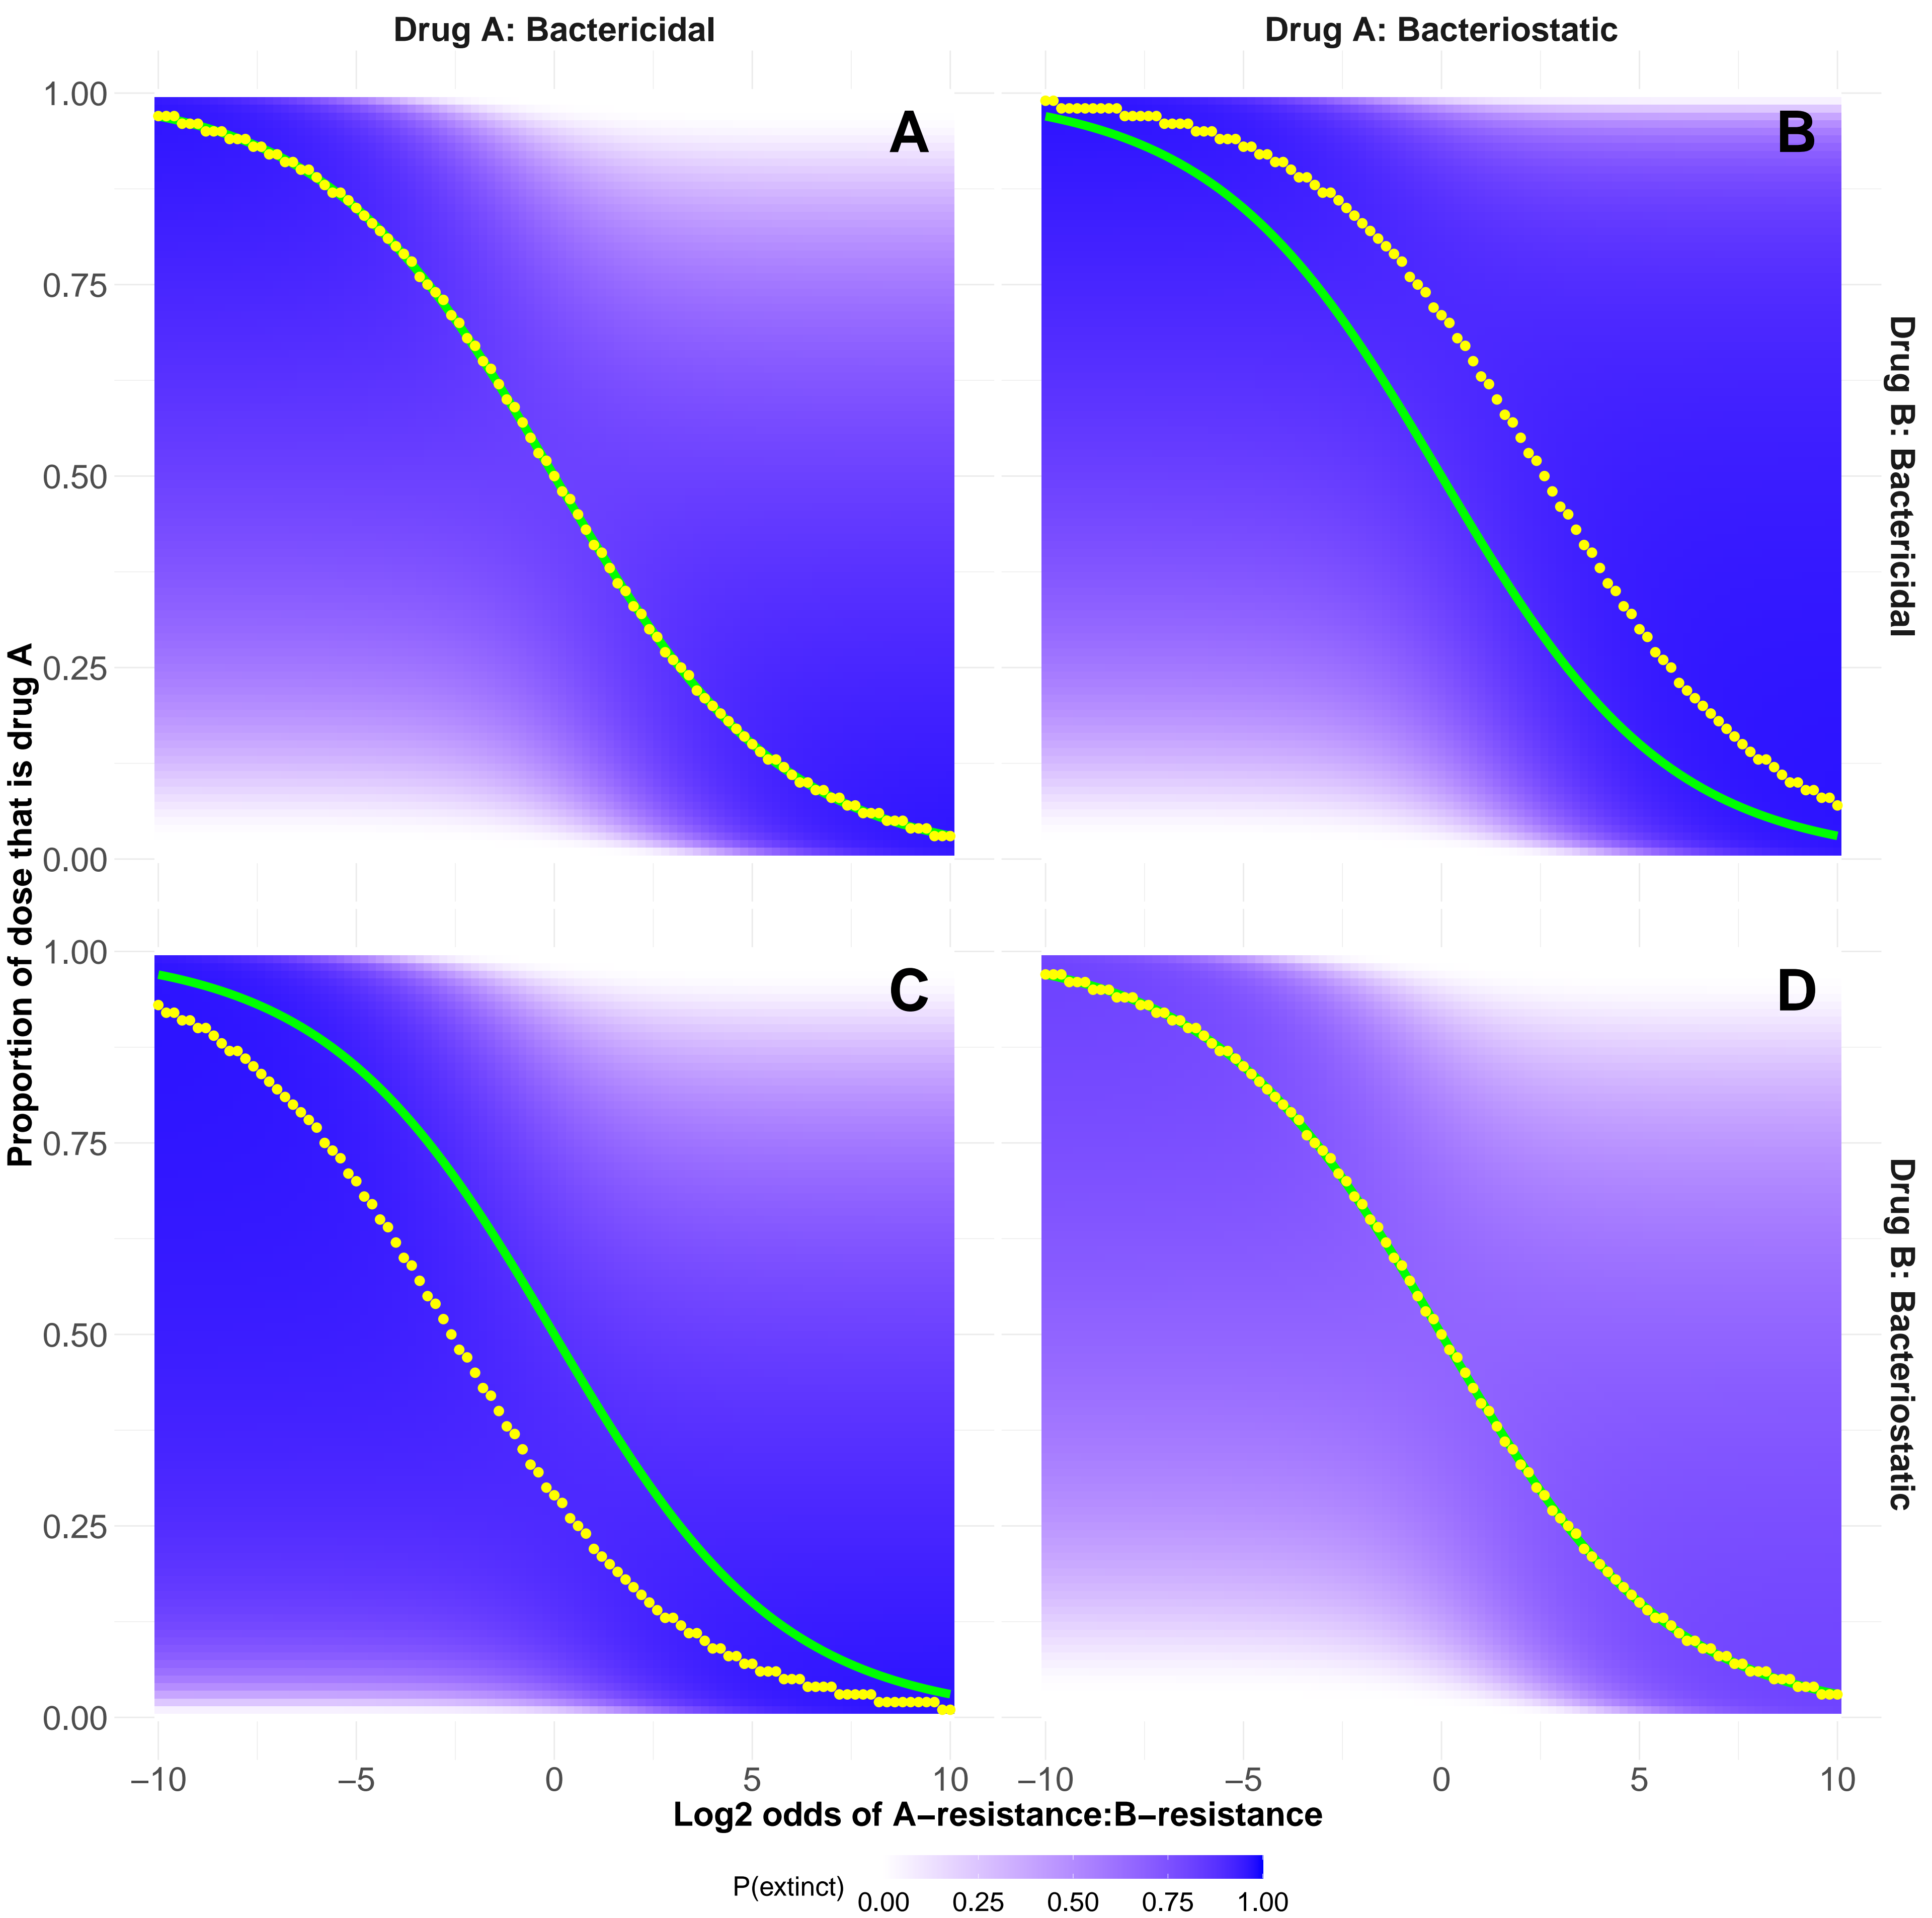 Drug A: Bactericidal
Drug A: Bacteriostatic
Proportion of dose that is drug A
1.00
0.75
0.50
0.25
0.00
A
B
Drug B: Bactericidal
1.00
0.75
0.50
0.25
0.00
C
D
Drug B: Bacteriostatic
−10 −5 0 5 10
−10 −5 0 5 10
Log2 odds of A−resistance:B−resistance
P(extinct)
0.00 0.25 0.50 0.75 1.00